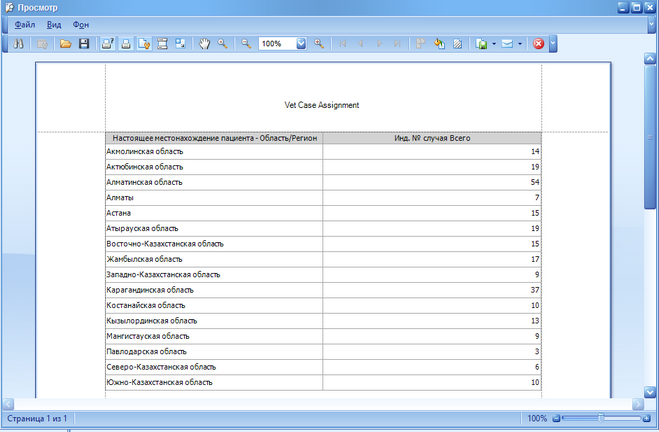 Просмотр
Файл Вид Фон
100%
Vet Case Assignment
Настоящее местонахождение пациента - Область/Регион Инд. № случая Всего
Акмолинская область 14
Актюбинская область 19
Алматинская область 54
Алматы 7
Астана 15
Атырауская область 19
Восточно-Казахстанская область 15
Жанбылская область 17
Западно-Казахстанская область 9
Карагандинская область 37
Костанайская область 10
Кызылординская область 13
Мангистауская область 9
Павлодарская область 3
Северо-Казахстанская область 6
Южно-Казахстанская область 10
Страница 1 из 1 100%